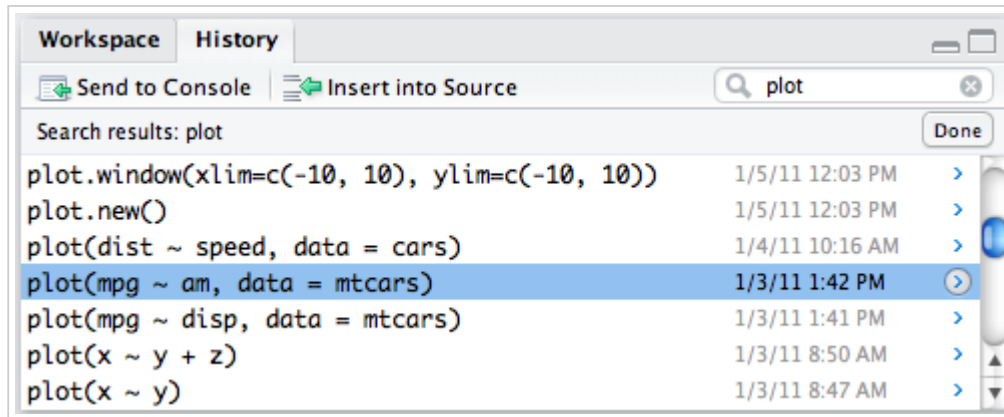 Workspace History
Send to Console Insert into Source plot
Search results: plot Done
plot.window(xlim=c(-10, 10), ylim=c(-10, 10)) 1/5/11 12:03 PM
plot.new() 1/5/11 12:03 PM
plot(dist ~ speed, data = cars) 1/4/11 10:16 AM
plot(mpg ~ am, data = mtcars) 1/3/11 1:42 PM
plot(mpg ~ disp, data = mtcars) 1/3/11 1:41 PM
plot(x ~ y + z) 1/3/11 8:50 AM
plot(x ~ y) 1/3/11 8:47 AM